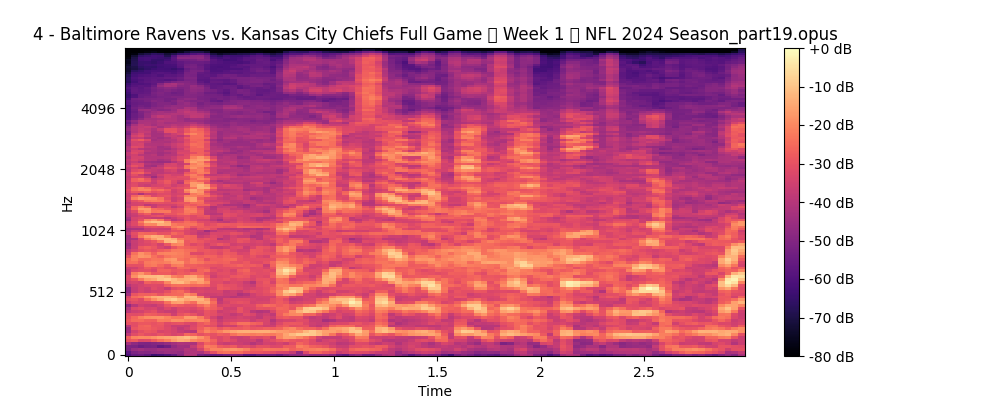 4 - Baltimore Ravens vs. Kansas City Chiefs Full Game ▯ Week 1 ▯ NFL 2024 Season_part19.opus
+0 dB
4096
-10 dB
-20 dB
2048
-30 dB
Hz
1024
-40 dB
-50 dB
512
-60 dB
-70 dB
0
-80 dB
0 0.5 1 1.5 2 2.5
Time